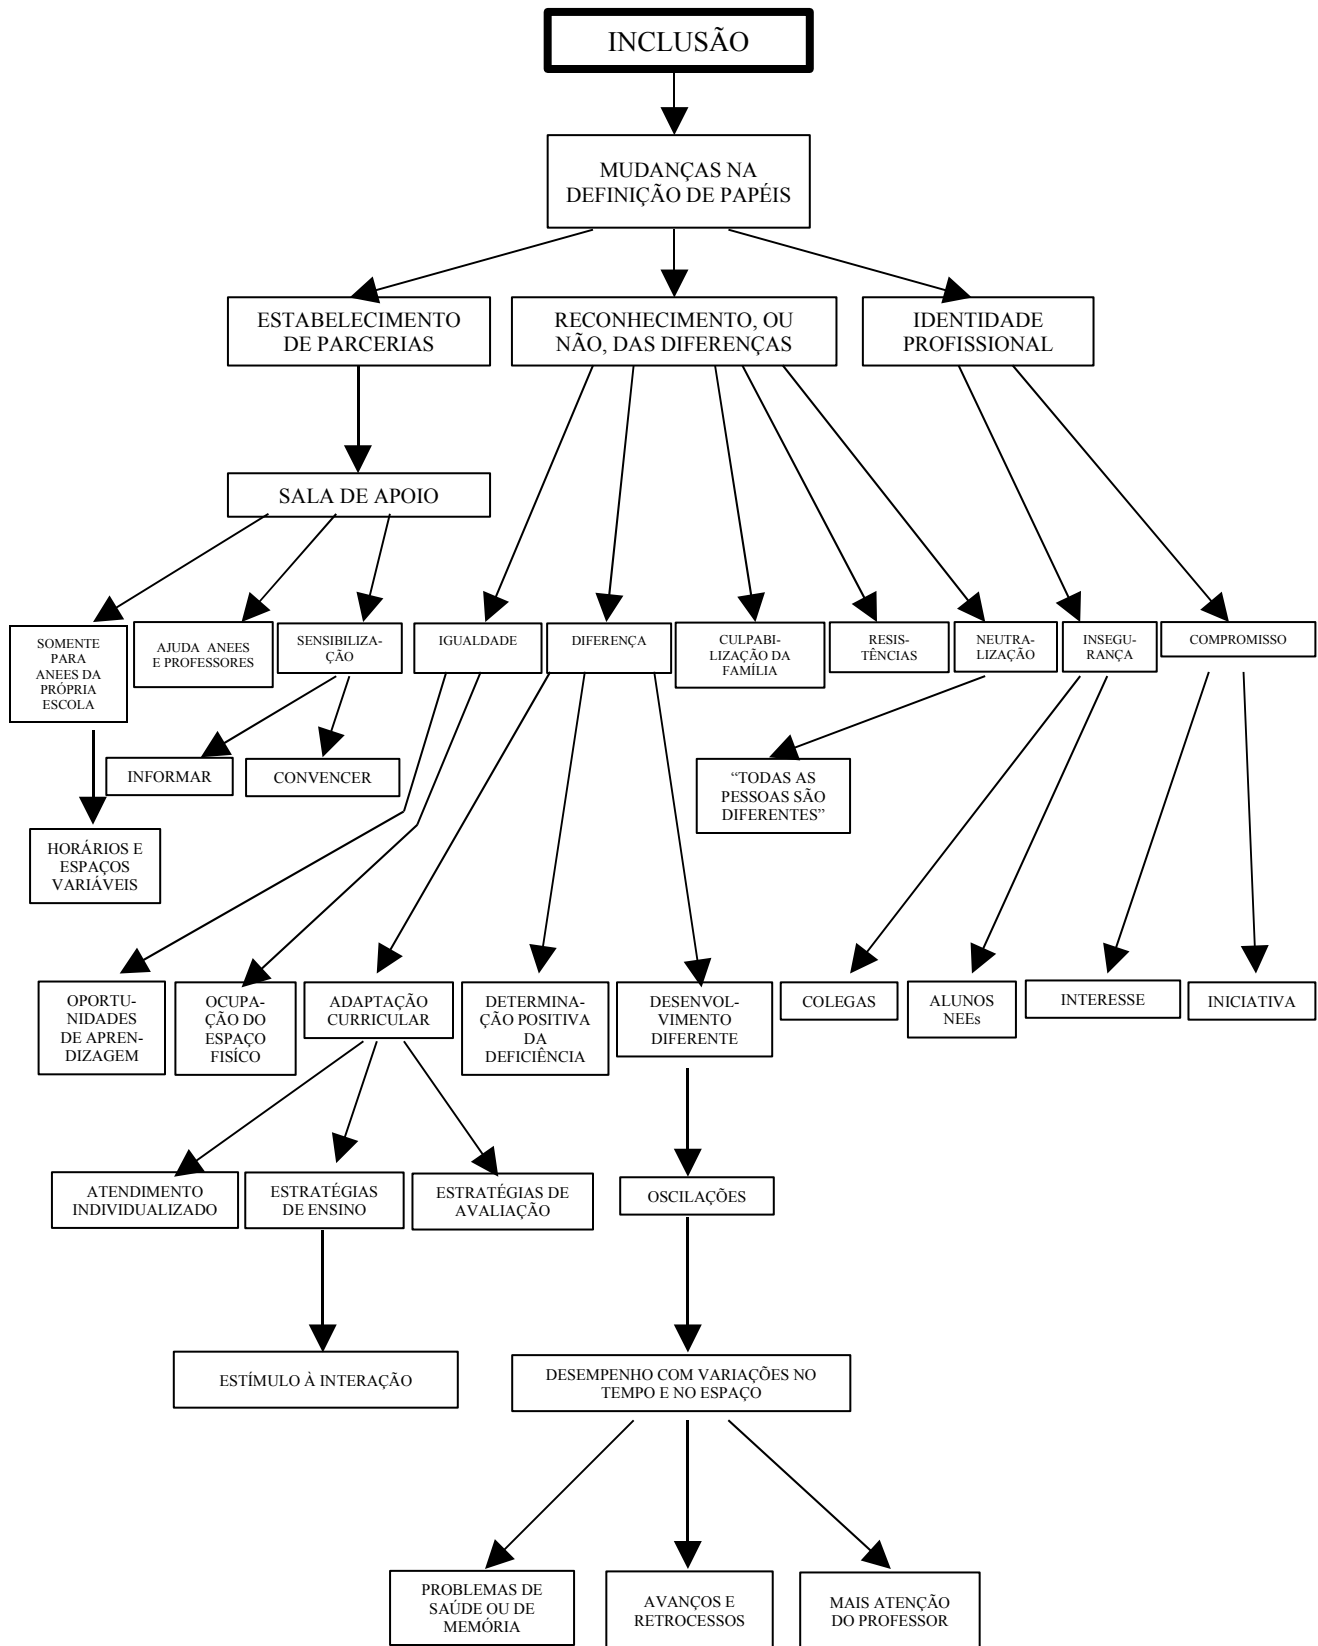 INCLUSÃO
MUDANÇAS NA
DEFINIÇÃO DE PAPÉIS
ESTABELECIMENTO
DE PARCERIAS
RECONHECIMENTO, OU
NÃO, DAS DIFERENÇAS
IDENTIDADE
PROFISSIONAL
SALA DE APOIO
SOMENTE
PARA
ANEES DA
PRÓPRIA
ESCOLA
AJUDA ANEES
E PROFESSORES
SENSIBILIZA-
ÇÃO
IGUALDADE
DIFERENÇA
CULPABI-
LIZAÇÃO DA
FAMÍLIA
RESIS-
TÊNCIAS
NEUTRA-
LIZAÇÃO
INSEGU-
RANÇA
COMPROMISSO
INFORMAR
CONVENCER
“TODAS AS
PESSOAS SÃO
DIFERENTES”
HORÁRIOS E
ESPAÇOS
VARIÁVEIS
OPORTU-
NIDADES
DE APREN-
DIZAGEM
OCUPA-
ÇÃO DO
ESPAÇO
FISÍCO
ADAPTAÇÃO
CURRICULAR
DETERMINA-
ÇÃO POSITIVA
DA
DEFICIÊNCIA
DESENVOL-
VIMENTO
DIFERENTE
COLEGAS
ALUNOS
NEEs
INTERESSE
INICIATIVA
ATENDIMENTO
INDIVIDUALIZADO
ESTRATÉGIAS
DE ENSINO
ESTRATÉGIAS DE
AVALIAÇÃO
OSCILAÇÕES
ESTÍMULO À INTERAÇÃO
DESEMPENHO COM VARIAÇÕES NO
TEMPO E NO ESPAÇO
PROBLEMAS DE
SAÚDE OU DE
MEMÓRIA
AVANÇOS E
RETROCESSOS
MAIS ATENÇÃO
DO PROFESSOR